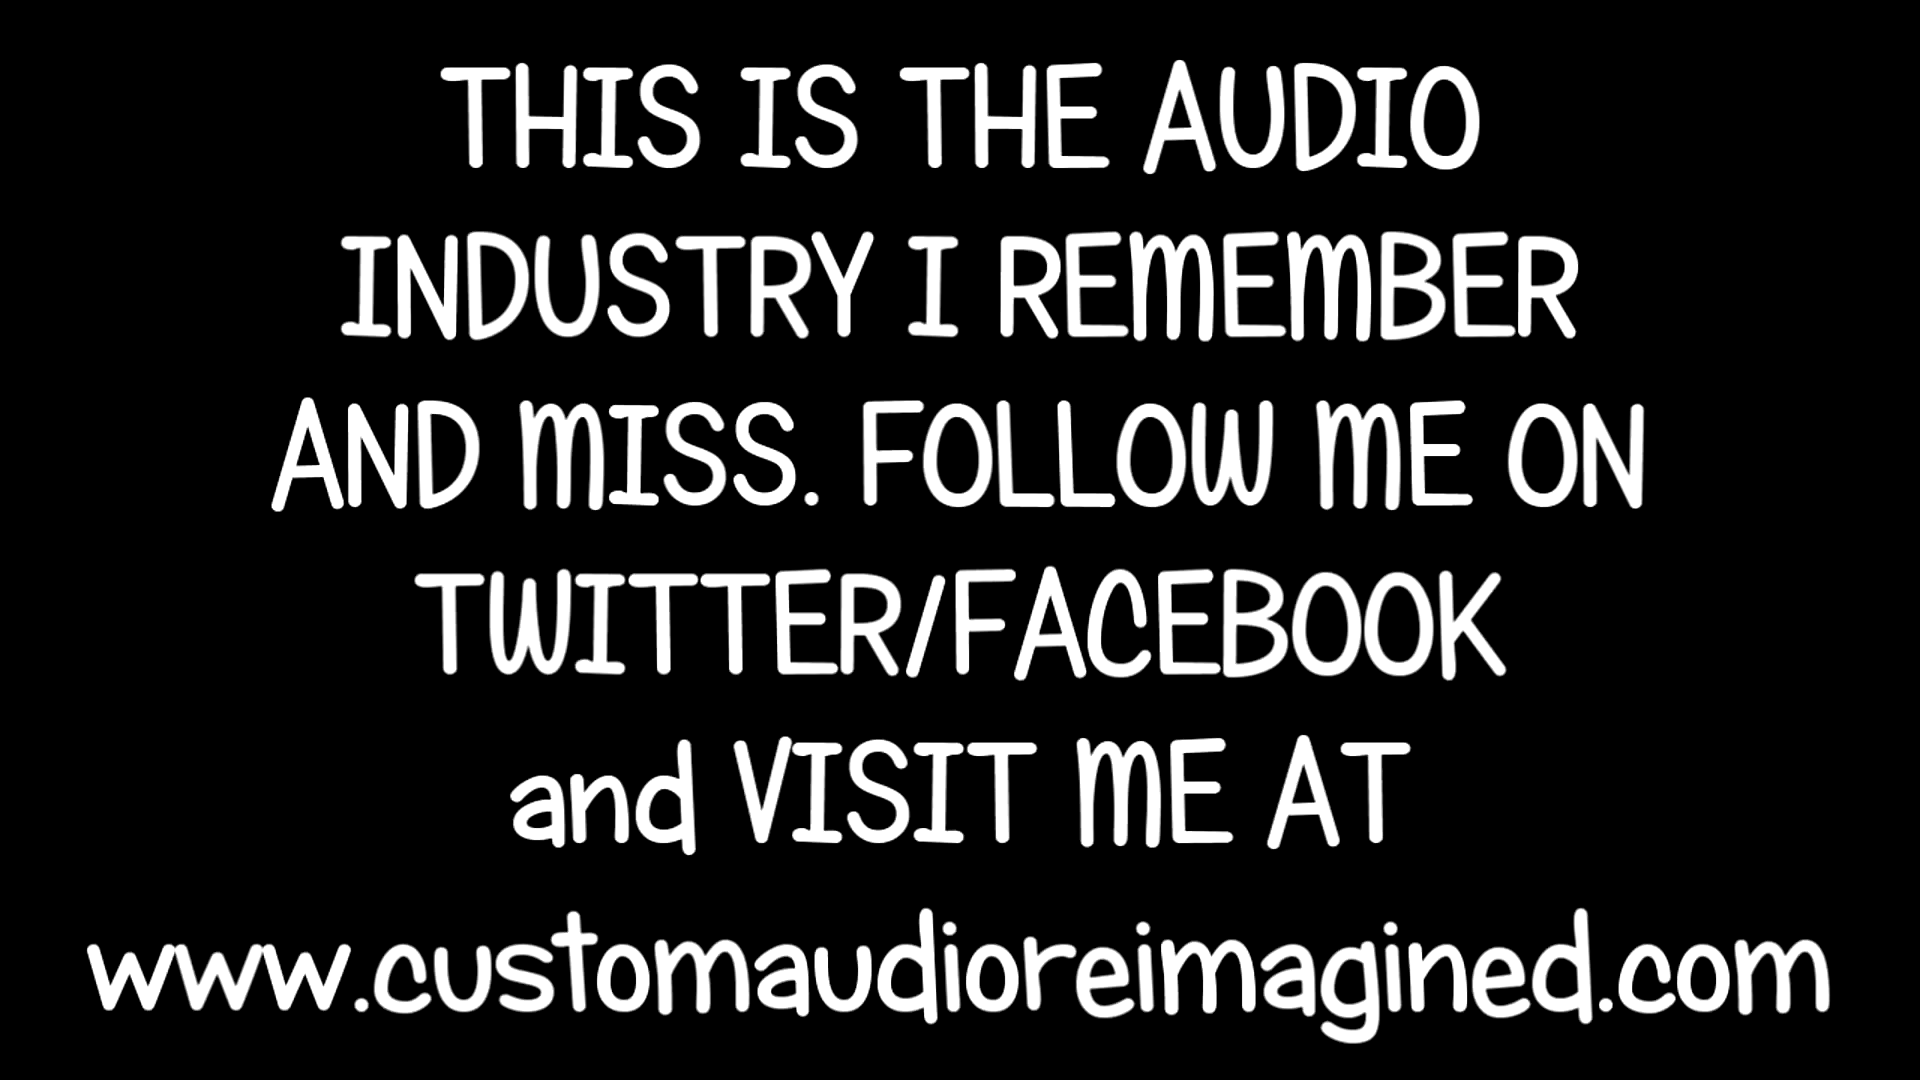 THIS IS THE AUDIO
INDUSTRY I REMEMBER
AND MISS. FOLLOW ME ON
TWITTER/FACEBOOK
and VISIT ME AT
www.customaudioreimagined.com